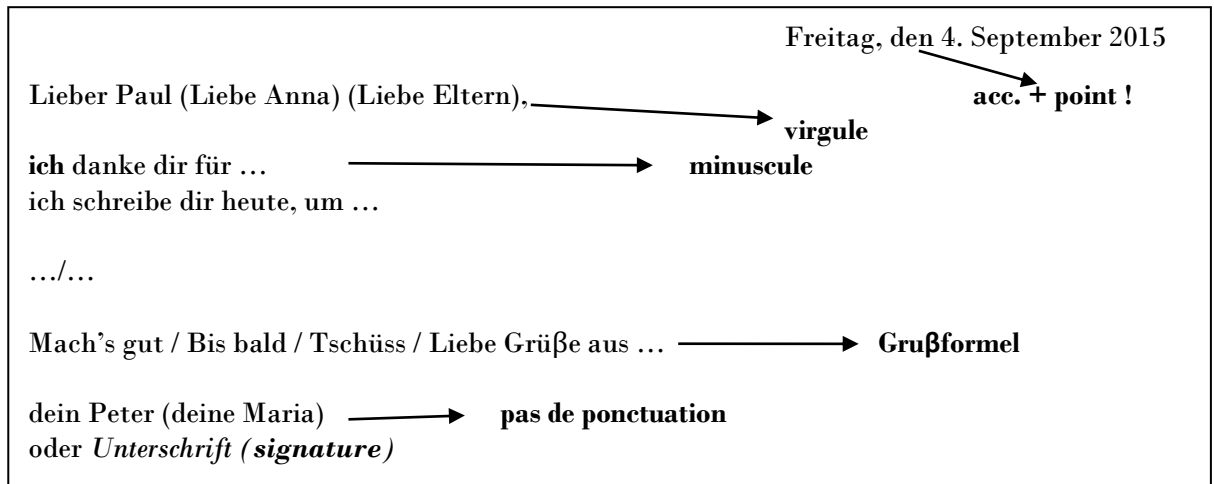 Freitag, den 4. September 2015
Lieber Paul (Liebe Anna) (Liebe Eltern), acc. + point !
virgule
ich danke dir für … minuscule
ich schreibe dir heute, um …
…/…
Mach’s gut / Bis bald / Tschüss / Liebe Grüβe aus … Gruβformel
dein Peter (deine Maria) pas de ponctuation
oder Unterschrift (signature)